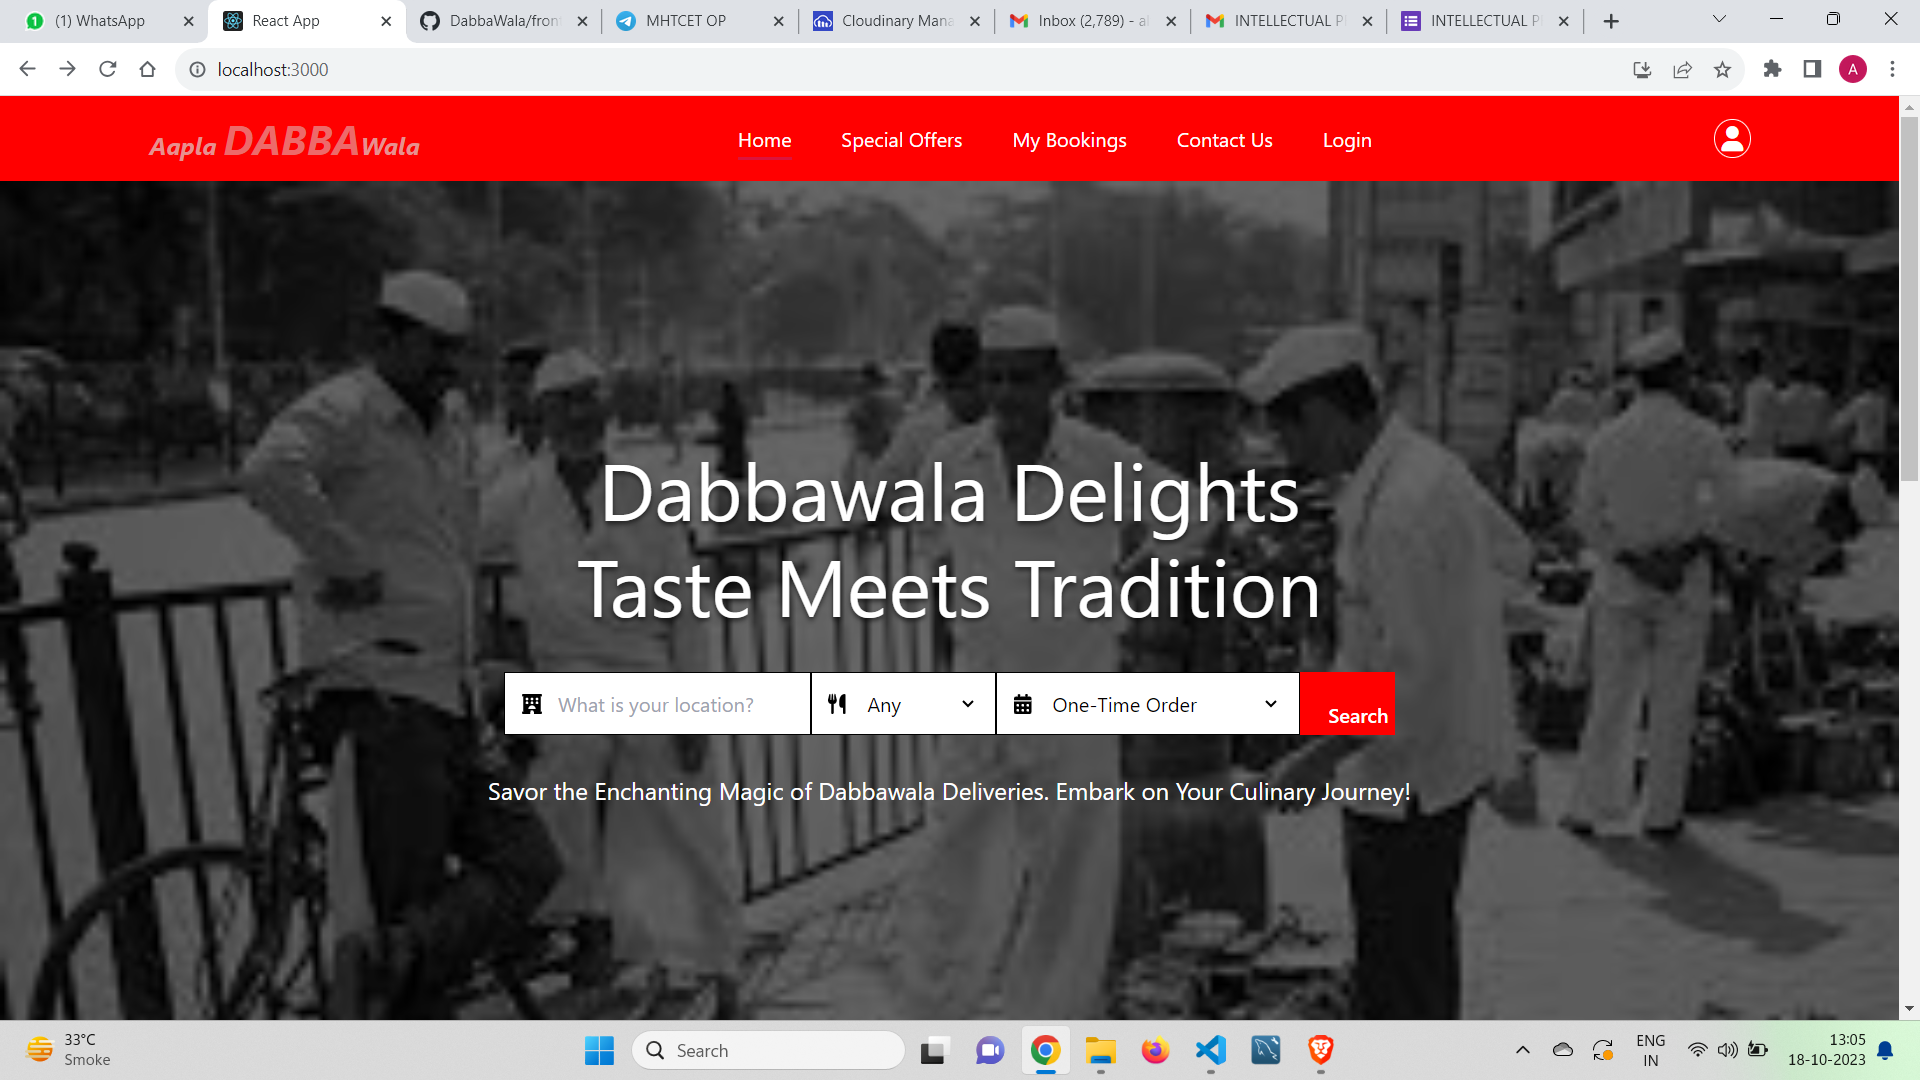 (1) WhatsApp
React App
DabbaWala/fron
MHTCET OP
Cloudinary Mana
Inbox (2,789) - a
INTELLECTUAL P
INTELLECTUAL P
localhost:3000
A
Aapla DABBAWala
Home
Special Offers
My Bookings
Contact Us
Login
Dabbawala Delights
Taste Meets Tradition
What is your location?
Any
One-Time Order
Search
Savor the Enchanting Magic of Dabbawala Deliveries. Embark on Your Culinary Journey!
33°C
Smoke
Search
ENG
IN
13:05
18-10-2023